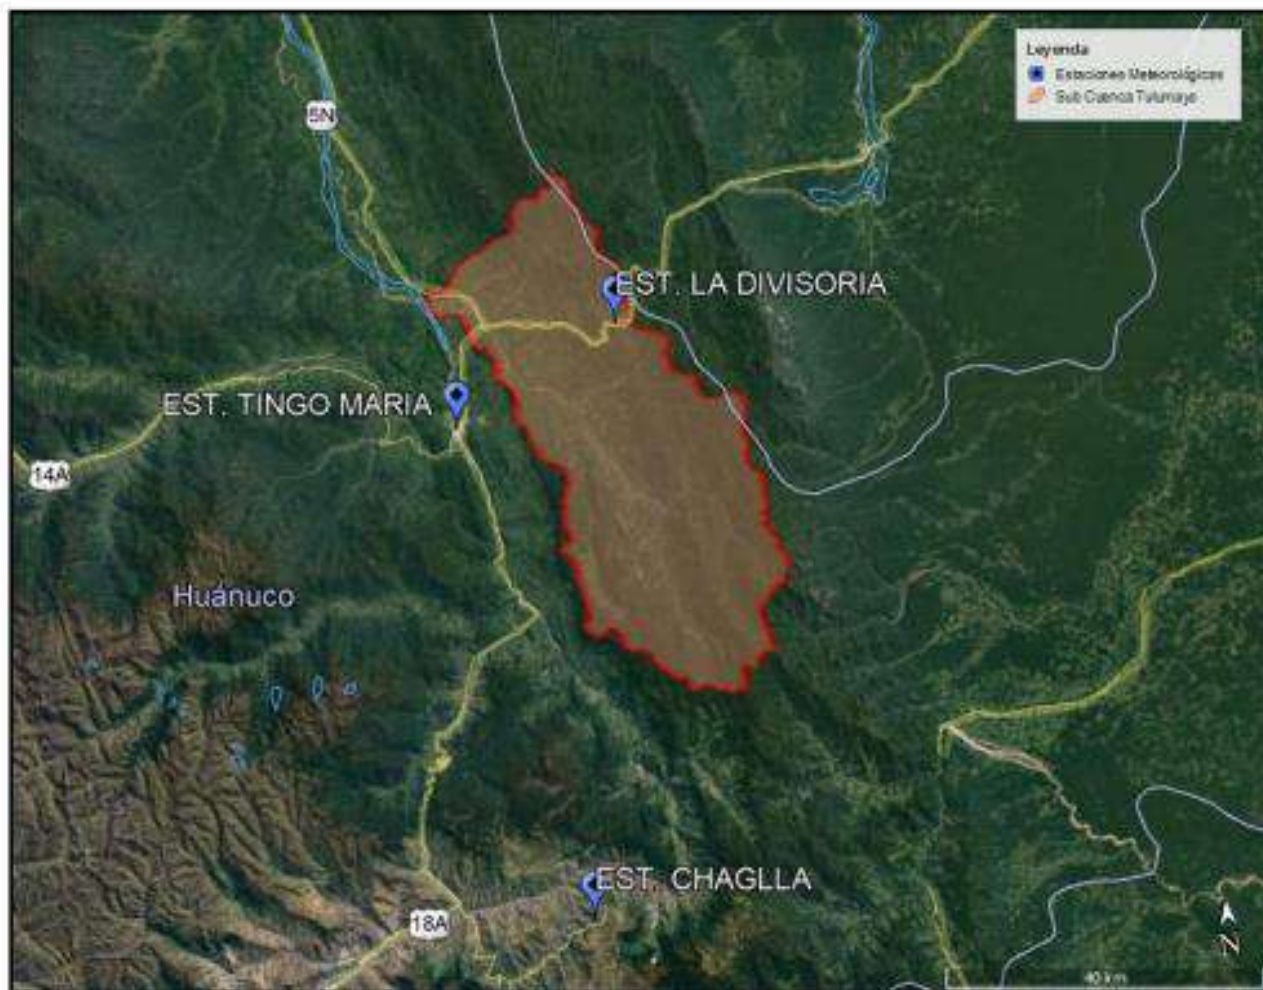 Leyenda
Estaciones Meteorológicas
Sub Cuenca Tulumayo
5N
EST. LA DIVISORIA
EST. TINGO MARIA
14A
Huánuco
EST. CHAGLLA
18A
N
40 km